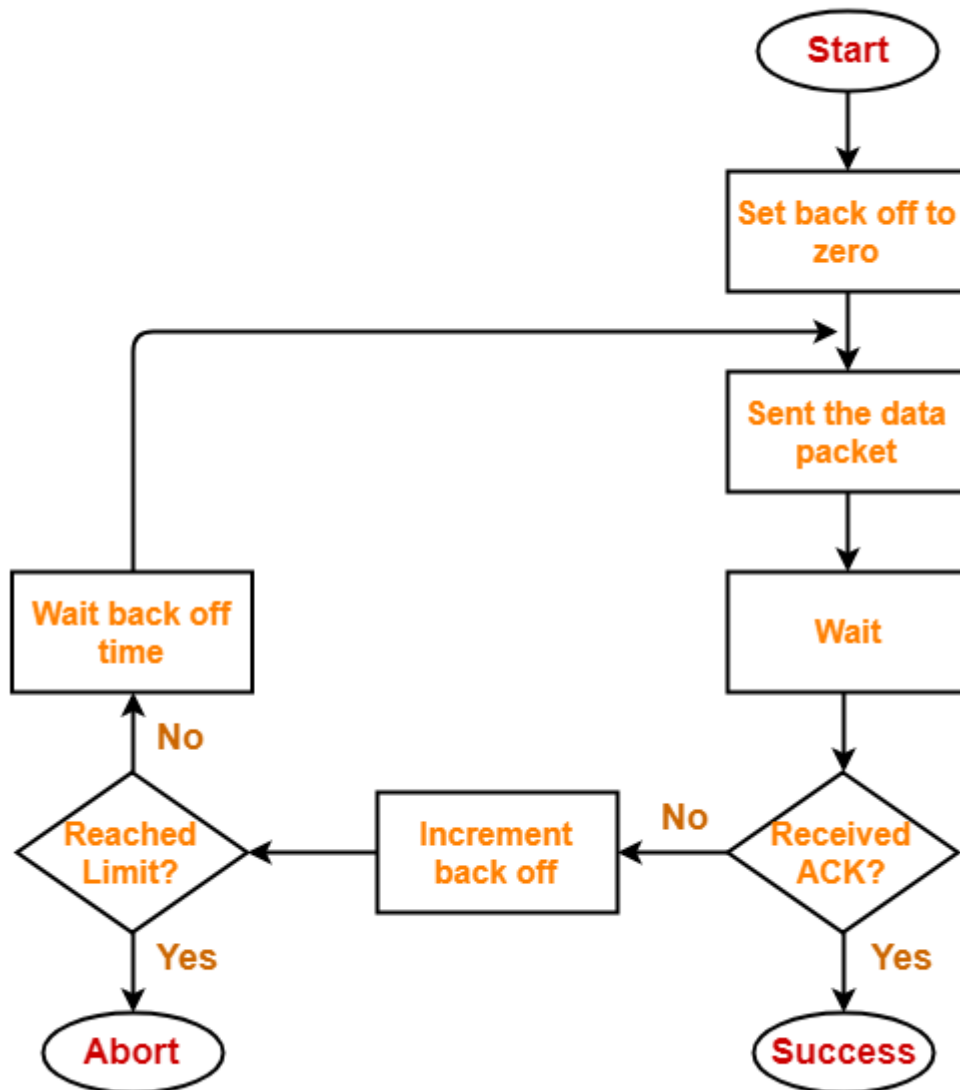 Start
Set back off to
zero
Sent the data
packet
Wait
Received
ACK?
No
Yes
Success
Increment
back off
Reached
Limit?
No
Yes
Abort
Wait back off
time